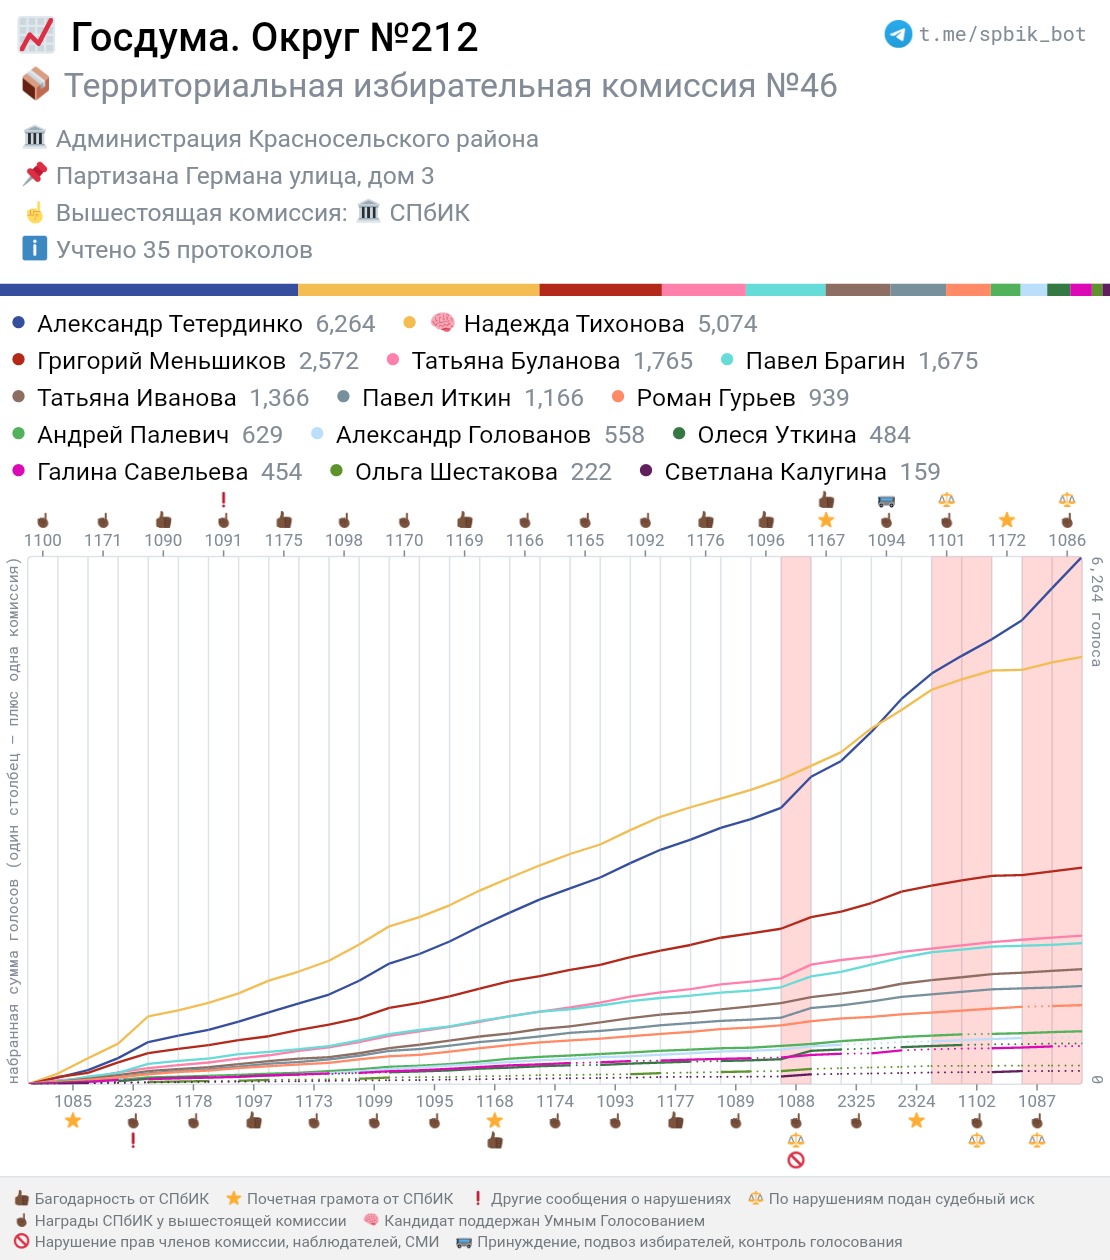 Госдума. Округ №212
t.me/spbik_bot
Территориальная избирательная комиссия №46
Администрация Красносельского района
Партизана Германа улица, дом 3
Вышестоящая комиссия: СПбИК
Учтено 35 протоколов
Александр Тетердинко 6,264 Надежда Тихонова 5,074
Григорий Меньшиков 2,572 Татьяна Буланова 1,765 Павел Брагин 1,675
Татьяна Иванова 1,366 Павел Иткин 1,166 Роман Гурьев 939
Андрей Палевич 629 Александр Голованов 558 Олеся Уткина 484
Галина Савельева 454 Ольга Шестакова 222 Светлана Калугина 159
1100 1171 1090 1091 1175 1098 1170 1169 1166 1165 1092 1176 1096 1167 1094 1101 1172 1086
набранная сумма голосов (один столбец — плюс одна комиссия)
6,264 голоса
0
1085 2323 1178 1097 1173 1099 1095 1168 1174 1093 1177 1089 1088 2325 2324 1102 1087
Багодарность от СПбИК Почетная грамота от СПбИК Другие сообщения о нарушениях По нарушениям подан судебный иск
Награды СПбИК у вышестоящей комиссии Кандидат поддержан Умным Голосованием
Нарушение прав членов комиссии, наблюдателей, СМИ Принуждение, подвоз избирателей, контроль голосования